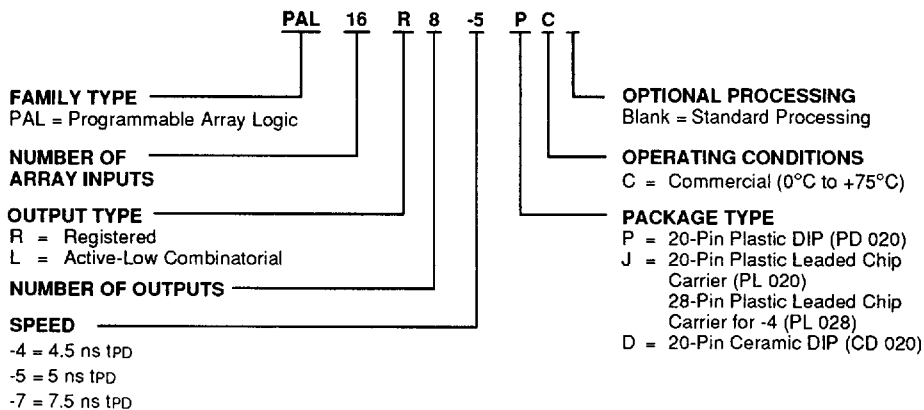 PAL 16 R 8 -5 P C
FAMILY TYPE
PAL = Programmable Array Logic
NUMBER OF
ARRAY INPUTS
OUTPUT TYPE
R = Registered
L = Active-Low Combinatorial
NUMBER OF OUTPUTS
SPEED
-4 = 4.5 ns tPD
-5 = 5 ns tPD
-7 = 7.5 ns tPD
OPTIONAL PROCESSING
Blank = Standard Processing
OPERATING CONDITIONS
C = Commercial (0°C to +75°C)
PACKAGE TYPE
P = 20-Pin Plastic DIP (PD 020)
J = 20-Pin Plastic Leaded Chip
Carrier (PL 020)
28-Pin Plastic Leaded Chip
Carrier for -4 (PL 028)
D = 20-Pin Ceramic DIP (CD 020)